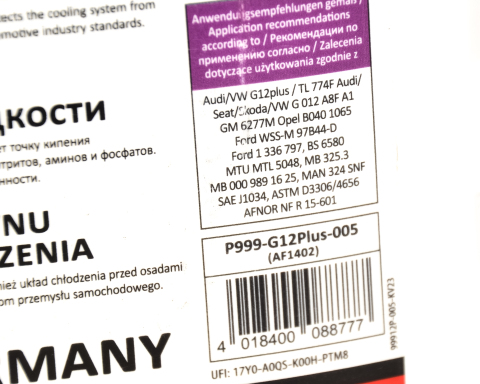 ects the cooling system from
motive industry standards.
дкости
ет точку кипения
тритов, аминов и фосфатов.
нности.
NU
ZENIA
nież układ chłodzenia przed osadami
om przemysłu samochodowego.
MANY
Anwendungsempfehlungen gemäß /
Application recommendations
according to / Рекомендации по
применению согласно / Zalecenia
dotyczące użytkowania zgodnie z
Audi/VW G12plus / TL 774F Audi/
Seat/Skoda/VW G 012 A8F A1
GM 6277M Opel B040 1065
Ford WSS-M 97B44-D
Ford 1 336 797, BS 6580
MTU MTL 5048, MB 325.3
MB 000 989 16 25, MAN 324 SNF
SAE J1034, ASTM D3306/4656
AFNOR NF R 15-601
P999-G12Plus-005
(AF1402)
4 018400 088777
UFI: 17Y0-A0QS-K00H-PTM8
99912P-005-KV23